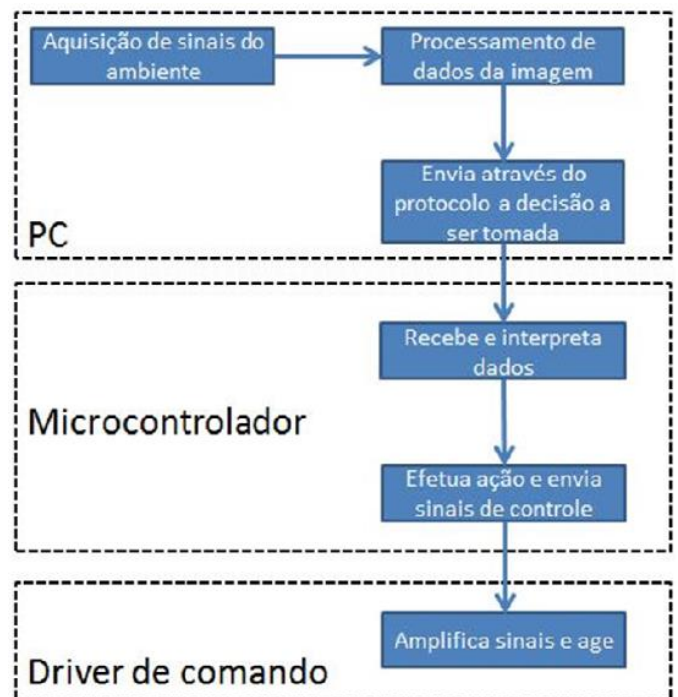 Aquisição de sinais do
ambiente
Processamento de
dados da imagem
Envia através do
protocolo a decisão a
ser tomada
PC
Recebe e interpreta
dados
Microcontrolador
Efetua ação e envia
sinais de controle
Amplifica sinais e age
Driver de comando